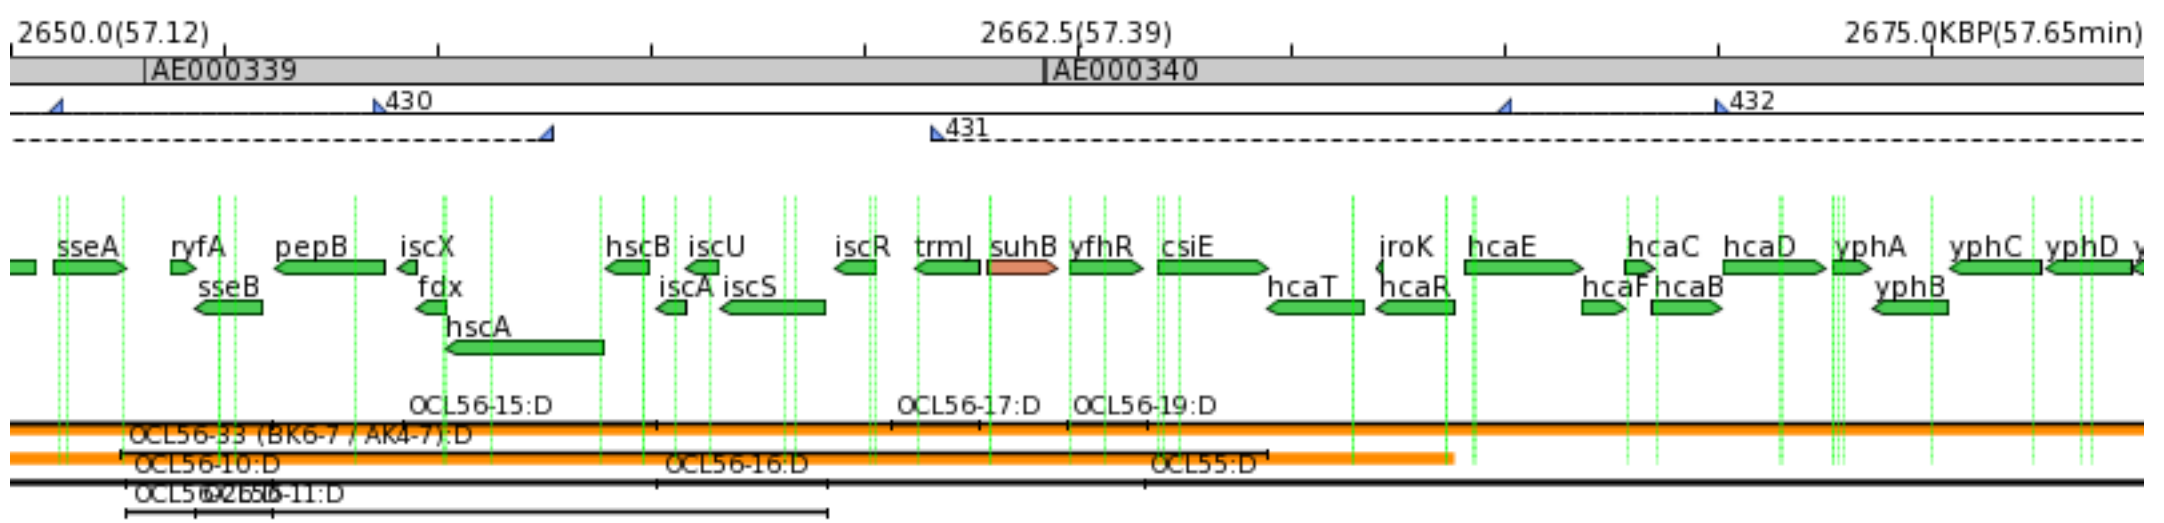 2650.0(57.12) 2662.5(57.39) 2675.0KBP(57.65min)
AE000339 AE000340
430 432
431
sseA ryfA pepB iscX hscB iscU iscR trmJ suhB yfhR csiE iroK hcaE hcaC hcaD yphA yphC yphD y
sseB fdx iscA iscS hcaT hcaR hcaF hcaB yphB
hscA
OCL56-15:D OCL56-17:D OCL56-19:D
OCL56-33 (BK6-7 / AK4-7):D
OCL56-10:D OCL56-16:D OCL55:D
-11:D